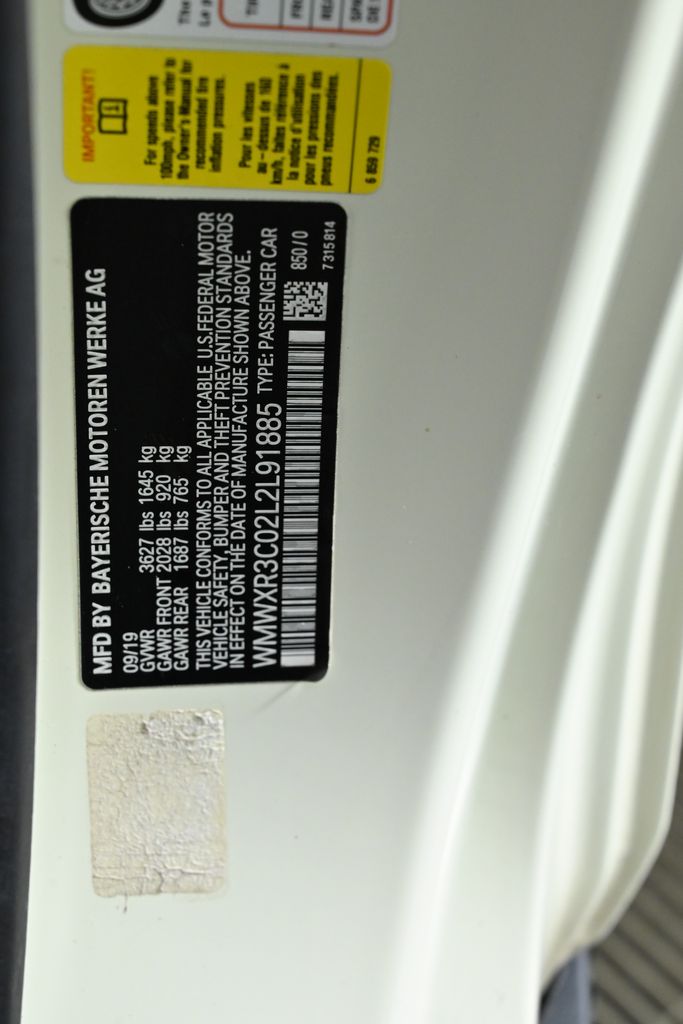 MFD BY BAYERISCHE MOTOREN WERKE AG
09/19
GVWR 3627 lbs 1645 kg
GAWR FRONT 2028 lbs 920 kg
GAWR REAR 1687 lbs 765 kg
THIS VEHICLE CONFORMS TO ALL APPLICABLE U.S.FEDERAL MOTOR
VEHICLE SAFETY, BUMPER AND THEFT PREVENTION STANDARDS
IN EFFECT ON THE DATE OF MANUFACTURE SHOWN ABOVE.
WMWXR3C02L2L91885 TYPE: PASSENGER CAR
850/0
7 315 814
IMPORTANT!
For speeds above
100mph, please refer to
the Owner's Manual for
recommended tire
inflation pressures.
Pour les vitesses
au-dessus de 160
km/h, faites référence à
la notice d'utilisation
pour les pressions des
pneus recommandées.
6 859 729